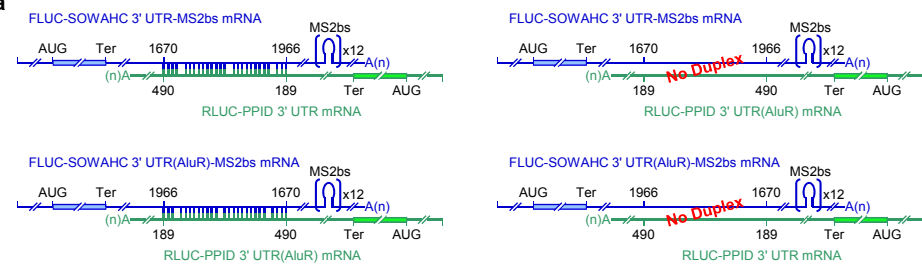 a
FLUC-SOWAHC 3' UTR-MS2bs mRNA
MS2bs
AUG Ter 1670 1966 x12
A(n)
(n)A
490 189 Ter AUG
RLUC-PPID 3' UTR mRNA
FLUC-SOWAHC 3' UTR-MS2bs mRNA
MS2bs
AUG Ter 1670 1966 x12
No Duplex
A(n)
(n)A
189 490 Ter AUG
RLUC-PPID 3' UTR(AluR) mRNA
FLUC-SOWAHC 3' UTR(AluR)-MS2bs mRNA
MS2bs
AUG Ter 1966 1670 x12
A(n)
(n)A
189 490 Ter AUG
RLUC-PPID 3' UTR(AluR) mRNA
FLUC-SOWAHC 3' UTR(AluR)-MS2bs mRNA
MS2bs
AUG Ter 1966 1670 x12
No Duplex
A(n)
(n)A
490 189 Ter AUG
RLUC-PPID 3' UTR mRNA